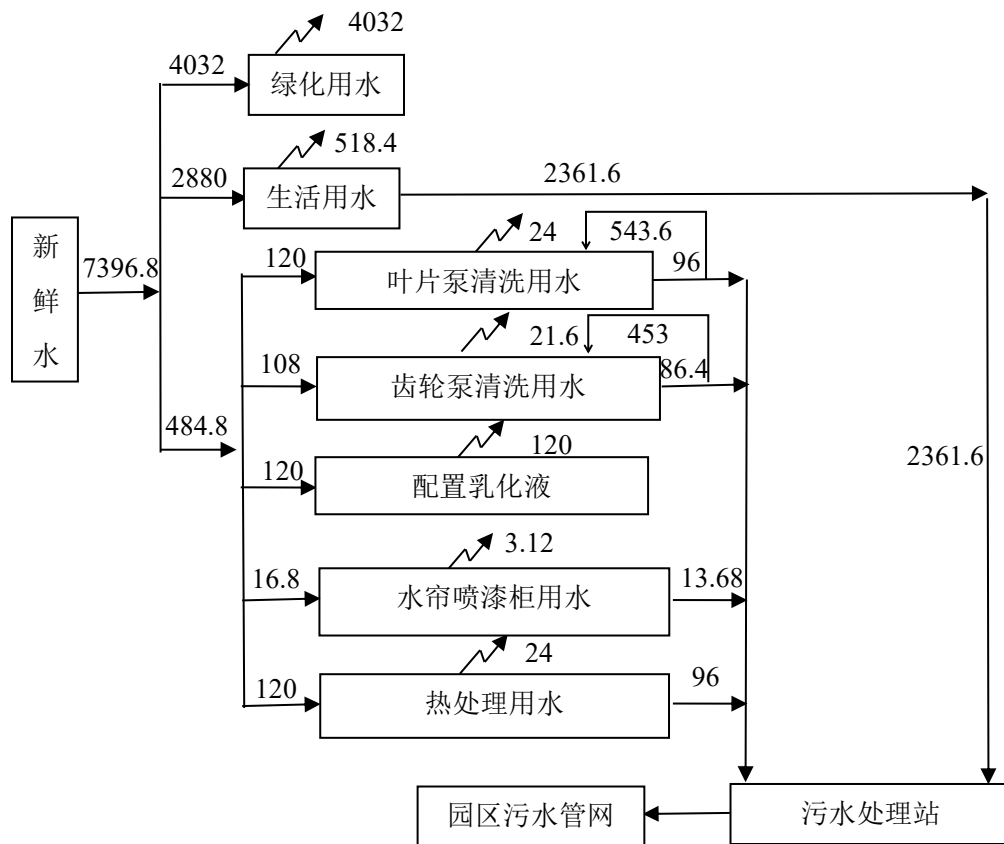 4032
4032
绿化用水
518.4
2880
生活用水
2361.6
新鲜水
7396.8
24
543.6
120
叶片泵清洗用水
96
21.6
453
108
齿轮泵清洗用水
86.4
484.8
120
120
配置乳化液
2361.6
3.12
16.8
水帘喷漆柜用水
13.68
24
120
热处理用水
96
园区污水管网
污水处理站